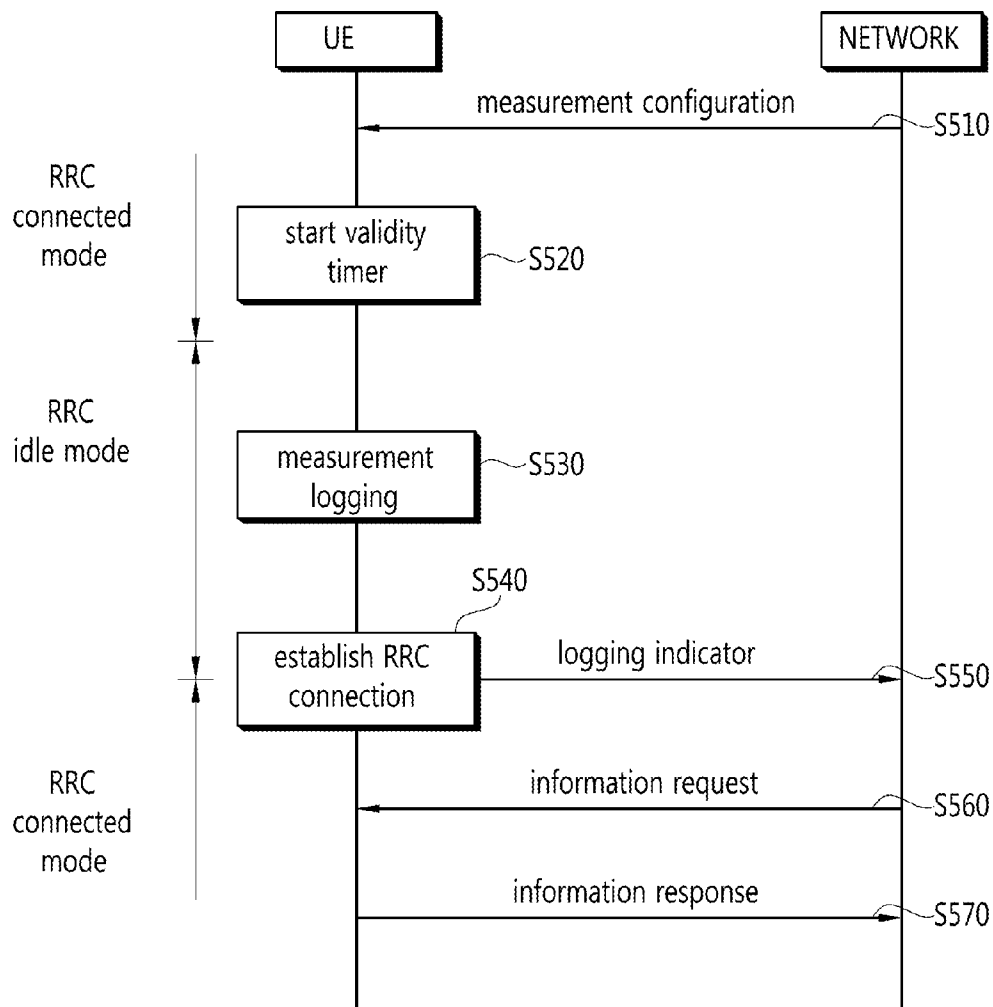 UE
NETWORK
measurement configuration
S510
RRC
connected
mode
start validity
timer
S520
RRC
idle mode
measurement
logging
S530
S540
establish RRC
connection
logging indicator
S550
RRC
connected
mode
information request
S560
information response
S570